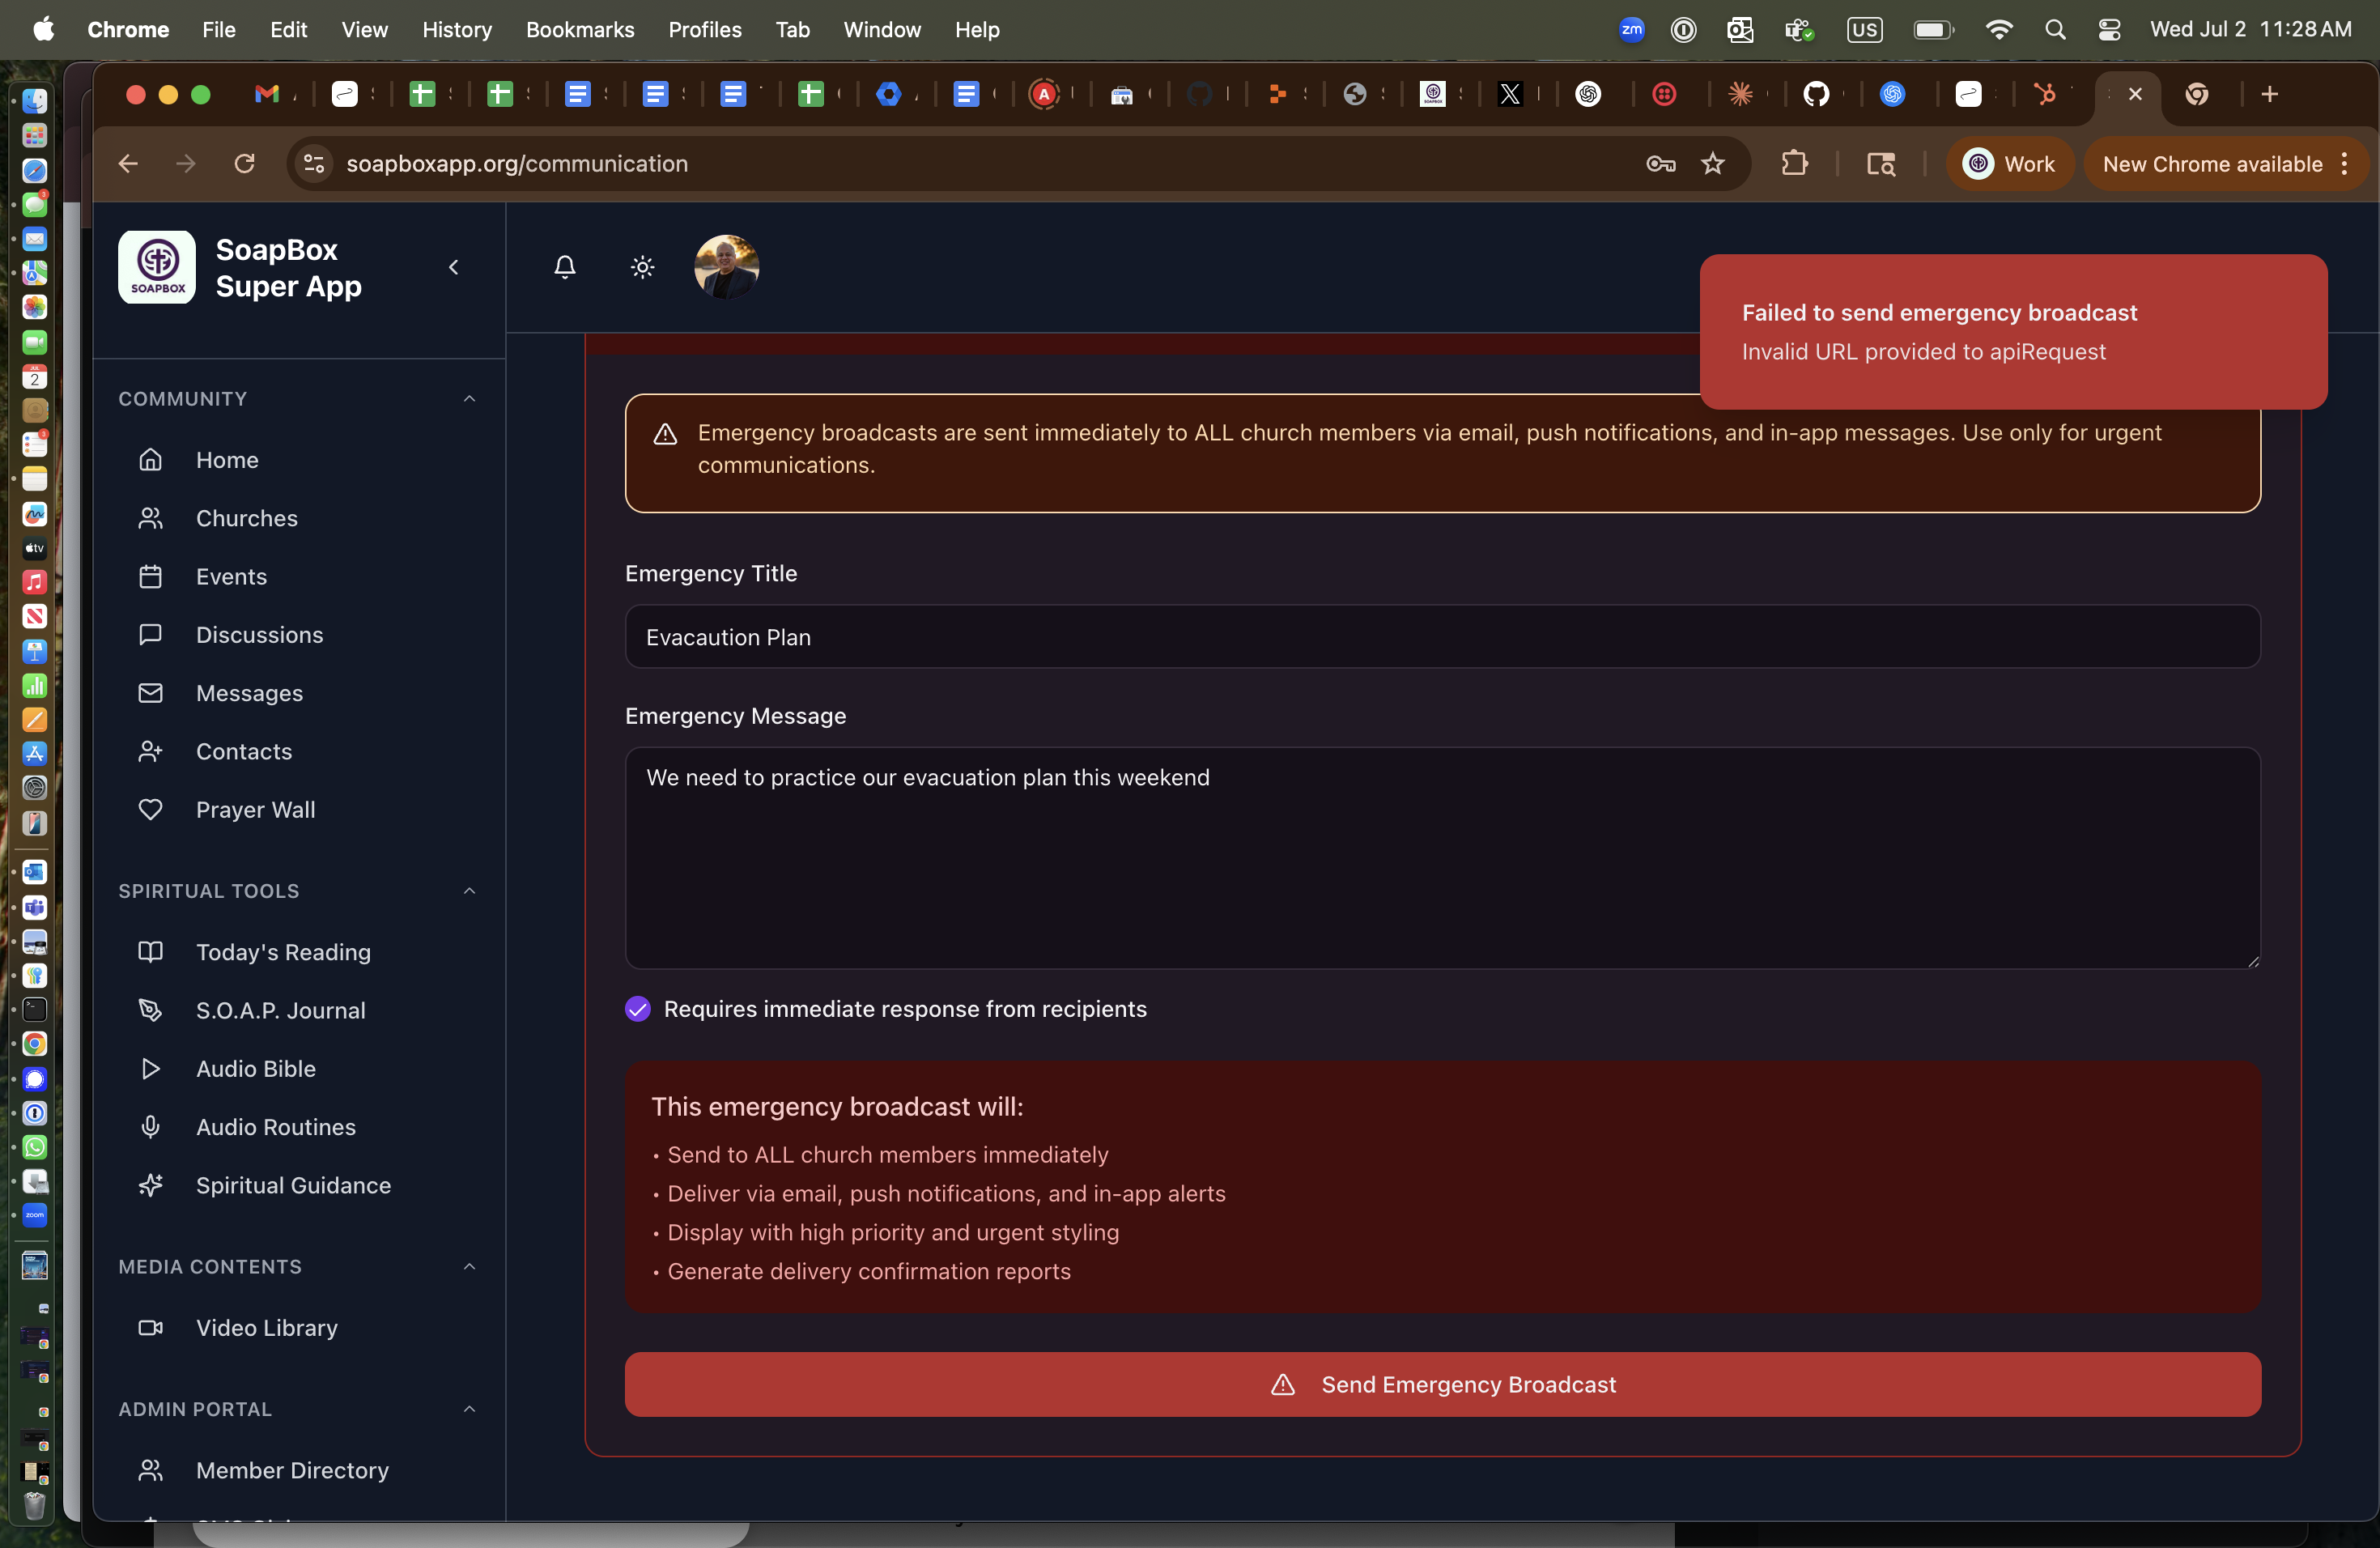 Chrome File Edit View History Bookmarks Profiles Tab Window Help
zm
US
Wed Jul 2 11:28 AM
soapboxapp.org/communication
Work
New Chrome available
SOAPBOX
SoapBox
Super App
COMMUNITY
Home
Churches
Events
Discussions
Messages
Contacts
Prayer Wall
SPIRITUAL TOOLS
Today's Reading
S.O.A.P. Journal
Audio Bible
Audio Routines
Spiritual Guidance
MEDIA CONTENTS
Video Library
ADMIN PORTAL
Member Directory
Failed to send emergency broadcast
Invalid URL provided to apiRequest
Emergency broadcasts are sent immediately to ALL church members via email, push notifications, and in-app messages. Use only for urgent
communications.
Emergency Title
Evacaution Plan
Emergency Message
We need to practice our evacuation plan this weekend
Requires immediate response from recipients
This emergency broadcast will:
• Send to ALL church members immediately
• Deliver via email, push notifications, and in-app alerts
• Display with high priority and urgent styling
• Generate delivery confirmation reports
Send Emergency Broadcast